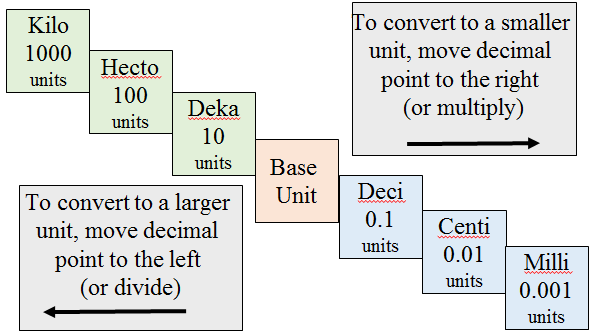 Kilo
1000
units
Hecto
100
units
Deka
10
units
Base
Unit
Deci
0.1
units
Centi
0.01
units
Milli
0.001
units
To convert to a smaller
unit, move decimal
point to the right
(or multiply)
To convert to a larger
unit, move decimal
point to the left
(or divide)